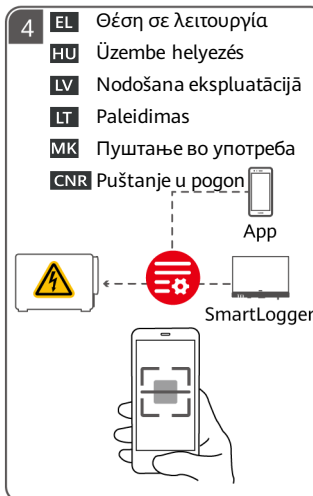 4
EL Θέση σε λειτουργία
HU Üzembe helyezés
LV Nodošana ekspluatācijā
LT Paleidimas
MK Пуштање во употреба
CNR Puštanje u pogon
App
SmartLogger